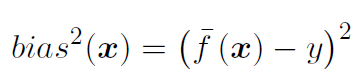 bias²(𝒙) = (f̄(𝒙) − y)²